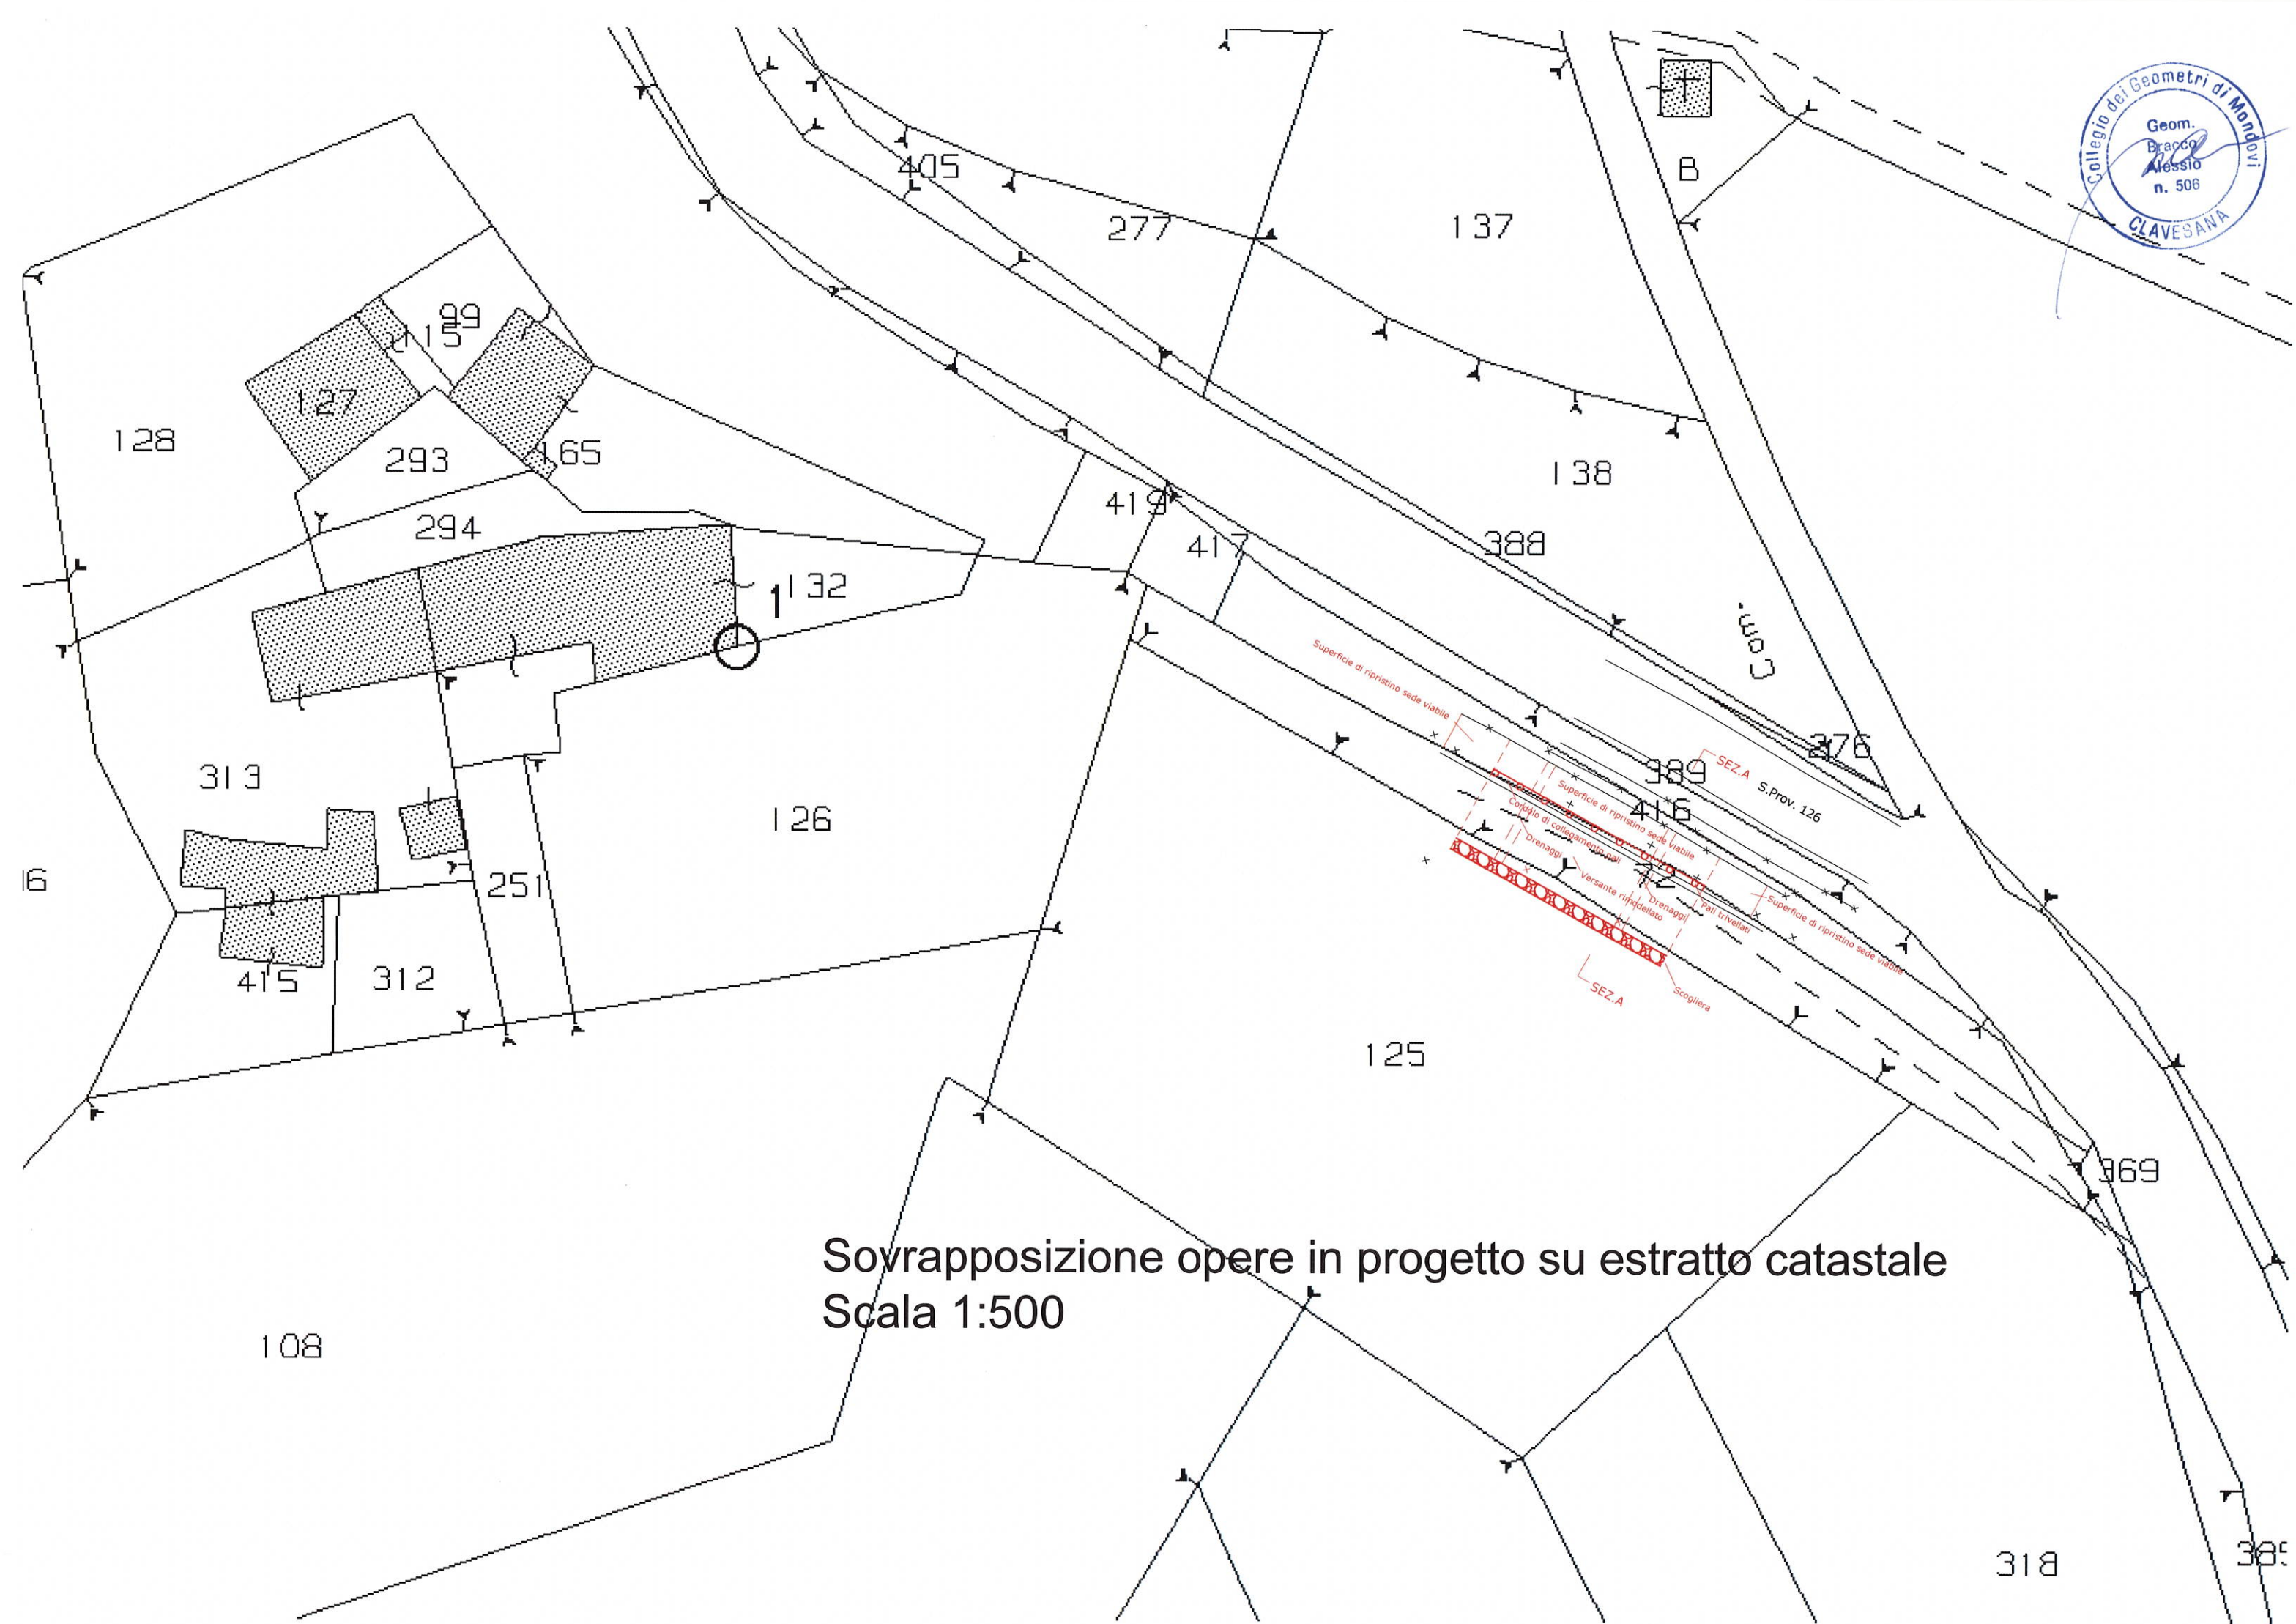 Collegio dei Geometri di Mondovì
Geom.
Bracco
Alessio
n. 506
CLAVESANA
405
277
137
B
99
115
127
128
293
165
294
132
1
419
417
138
388
Com.
276
389
416
72
S.Prov. 126
SEZ.A
Superficie di ripristino sede viabile
Superficie di ripristino sede viabile
Cordolo di collegamento pali
Drenaggi
Versante rimodellato
Drenaggi
Pali trivellati
Superficie di ripristino sede viabile
SEZ.A
Scogliera
313
126
251
415
312
125
369
Sovrapposizione opere in progetto su estratto catastale
Scala 1:500
108
318